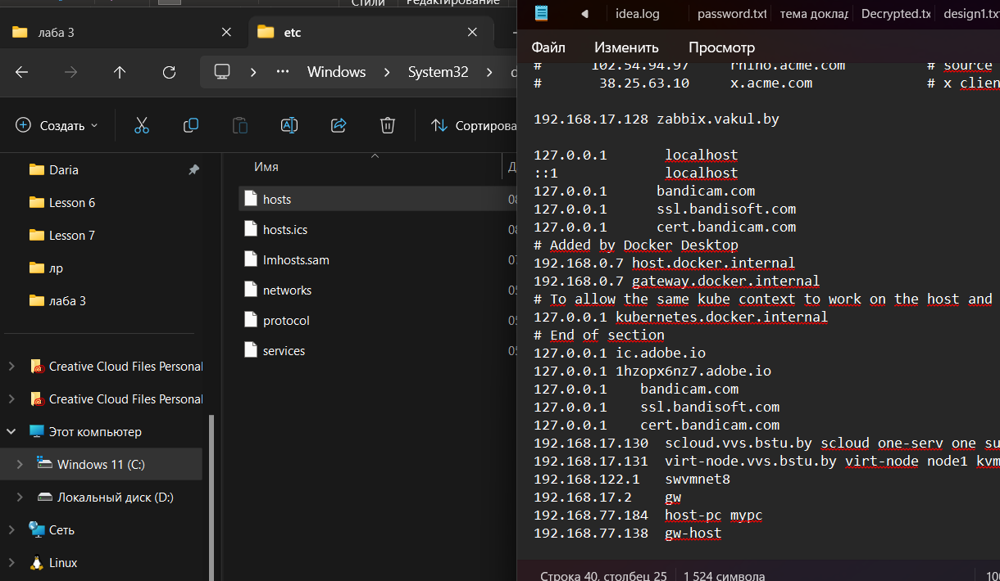 Стили
Редактирование
лаба 3
etc
Windows
System32
Создать
Сортирова
Daria
Lesson 6
Lesson 7
лр
лаба 3
Creative Cloud Files Personal
Creative Cloud Files Personal
Этот компьютер
Windows 11 (C:)
Локальный диск (D:)
Сеть
Linux
Имя
hosts
hosts.ics
lmhosts.sam
networks
protocol
services
idea.log
password.txt
тема доклад
Decrypted.tx
design1.tx
Файл
Изменить
Просмотр
# 102.54.94.97 rhino.acme.com # source
# 38.25.63.10 x.acme.com # x clien
192.168.17.128 zabbix.vakul.by
127.0.0.1 localhost
::1 localhost
127.0.0.1 bandicam.com
127.0.0.1 ssl.bandisoft.com
127.0.0.1 cert.bandicam.com
# Added by Docker Desktop
192.168.0.7 host.docker.internal
192.168.0.7 gateway.docker.internal
# To allow the same kube context to work on the host and
127.0.0.1 kubernetes.docker.internal
# End of section
127.0.0.1 ic.adobe.io
127.0.0.1 1hzopx6nz7.adobe.io
127.0.0.1 bandicam.com
127.0.0.1 ssl.bandisoft.com
127.0.0.1 cert.bandicam.com
192.168.17.130 scloud.vvs.bstu.by scloud one-serv one su
192.168.17.131 virt-node.vvs.bstu.by virt-node node1 kvm
192.168.122.1 swvmnet8
192.168.17.2 gw
192.168.77.184 host-pc mypc
192.168.77.138 gw-host
Строка 40, столбец 25
1 524 символа